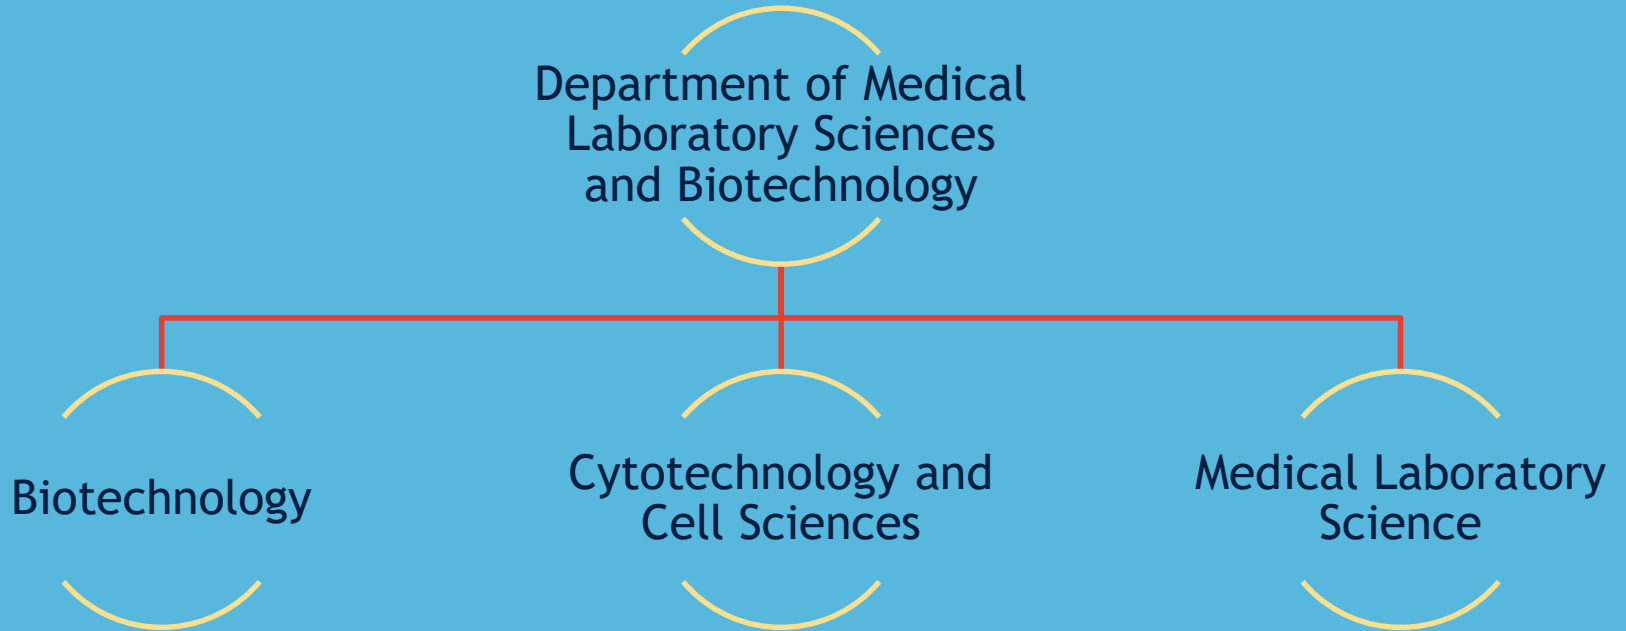 Department of Medical
Laboratory Sciences
and Biotechnology
Biotechnology
Cytotechnology and
Cell Sciences
Medical Laboratory
Science